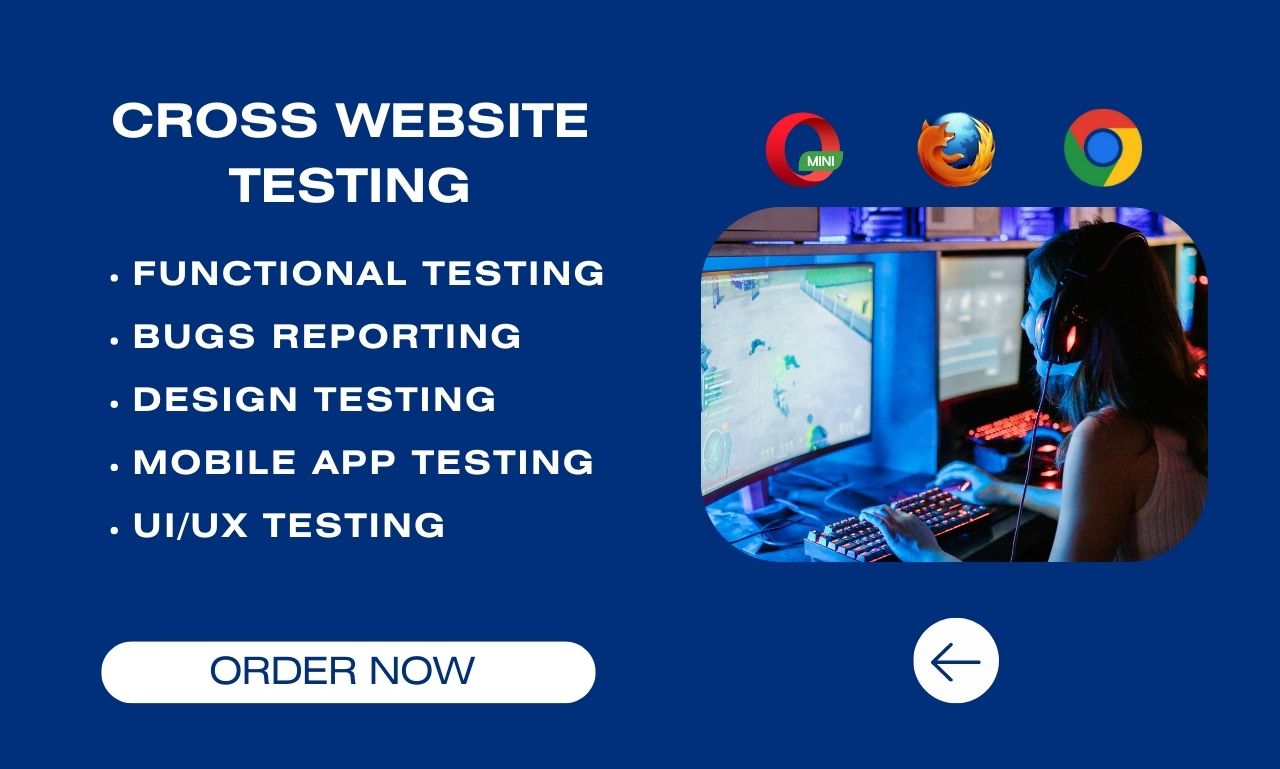 CROSS WEBSITE
TESTING
FUNCTIONAL TESTING
BUGS REPORTING
DESIGN TESTING
MOBILE APP TESTING
UI/UX TESTING
ORDER NOW
MINI